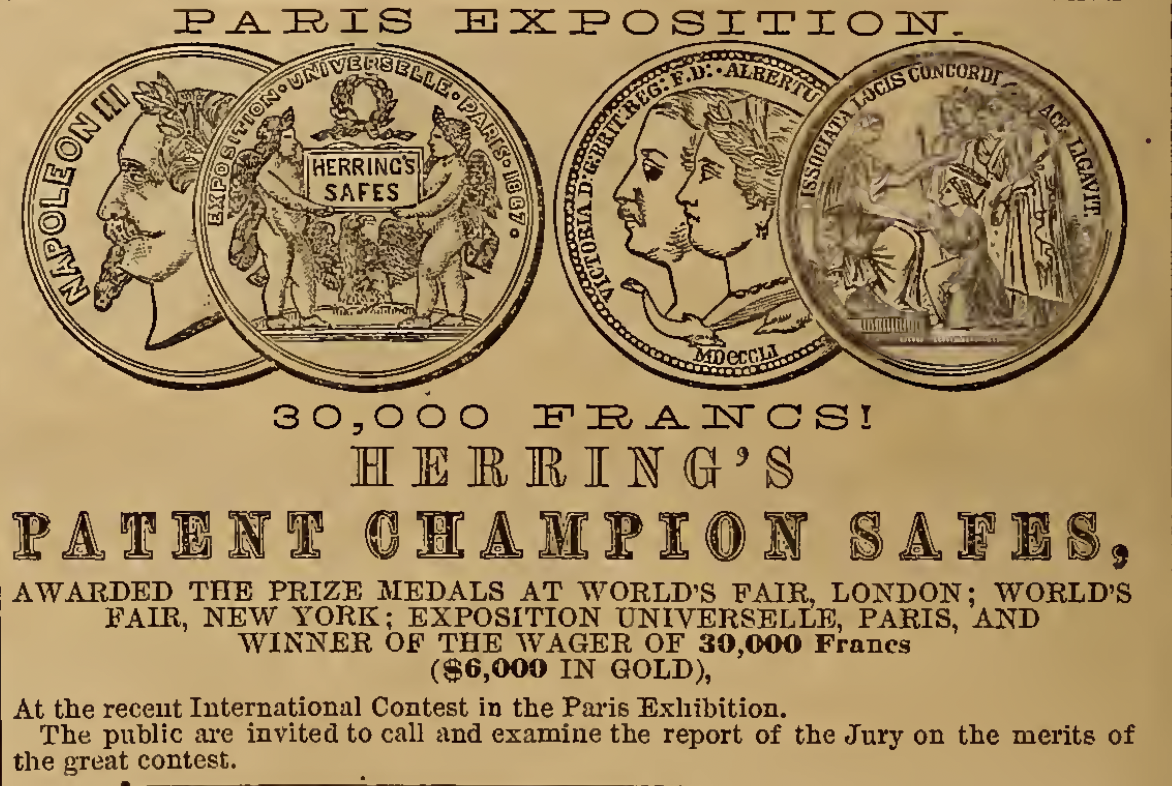 PARIS EXPOSITION.
NAPOLEON III
EXPOSITION·UNIVERSELLE·PARIS·1867·
HERRING'S
SAFES
VICTORIA D:G:BRIT.REG: F.D:·ALBERTU
MDCCCLI
ISSOCIATA LOCIS CONCORDI ACE LIGAVIT.
30,000 FRANCS!
HERRING'S
PATENT CHAMPION SAFES,
AWARDED THE PRIZE MEDALS AT WORLD'S FAIR, LONDON; WORLD'S
FAIR, NEW YORK; EXPOSITION UNIVERSELLE, PARIS, AND
WINNER OF THE WAGER OF 30,000 Francs
($6,000 IN GOLD),
At the recent International Contest in the Paris Exhibition.
The public are invited to call and examine the report of the Jury on the merits of
the great contest.